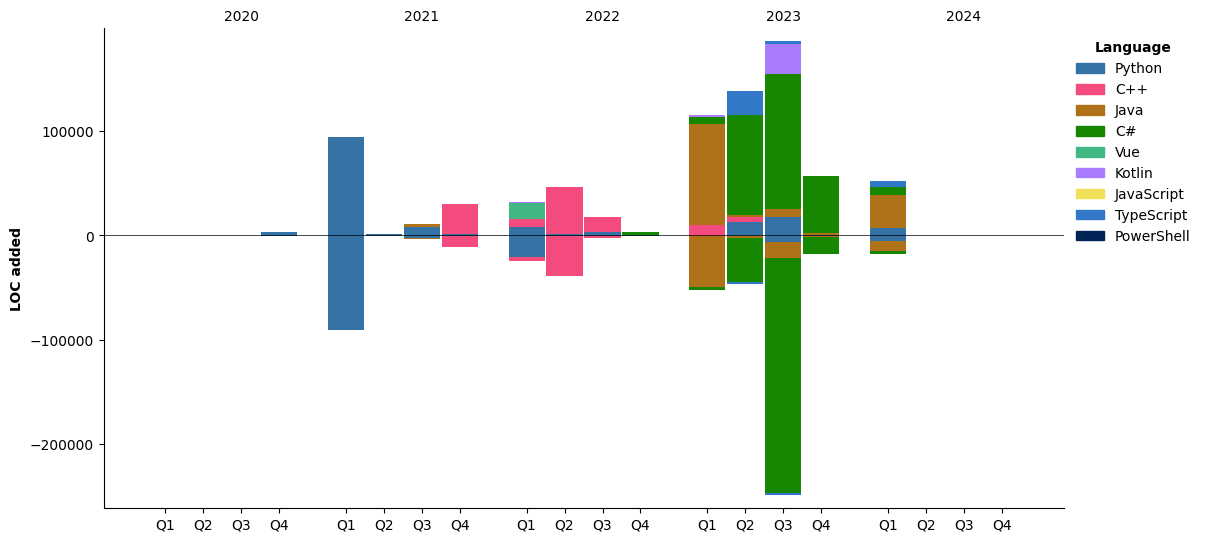 2020 2021 2022 2023 2024
Language
Python
C++
Java
C#
Vue
Kotlin
JavaScript
TypeScript
PowerShell
LOC added
100000
0
−100000
−200000
Q1 Q2 Q3 Q4 Q1 Q2 Q3 Q4 Q1 Q2 Q3 Q4 Q1 Q2 Q3 Q4 Q1 Q2 Q3 Q4